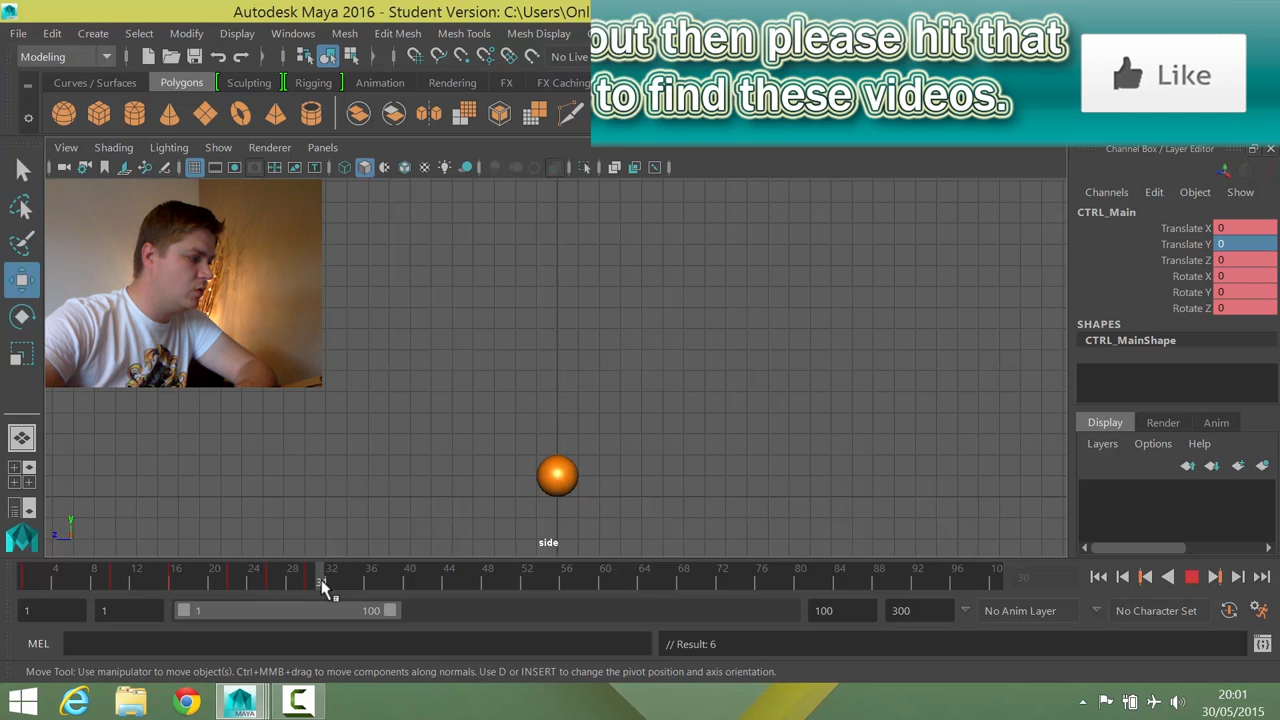 Autodesk Maya 2016 - Student Version: C:\Users\Onl
out then please hit that
to find these videos.
Like
File Edit Create Select Modify Display Windows Mesh Edit Mesh Mesh Tools Mesh Display
Modeling
No Live
Curves / Surfaces Polygons Sculpting Rigging Animation Rendering FX FX Caching
View Shading Lighting Show Renderer Panels
Channel Box / Layer Editor
Channels Edit Object Show
CTRL_Main
Translate X 0
Translate Y 0
Translate Z 0
Rotate X 0
Rotate Y 0
Rotate Z 0
SHAPES
CTRL_MainShape
Display Render Anim
Layers Options Help
y
z
side
4 8 12 16 20 24 28 32 36 40 44 48 52 56 60 64 68 72 76 80 84 88 92 96 10
30
1 1 1 100 100 300 No Anim Layer No Character Set
MEL // Result: 6
Move Tool: Use manipulator to move object(s). Ctrl+MMB+drag to move components along normals. Use D or INSERT to change the pivot position and axis orientation.
MAYA
20:01
30/05/2015